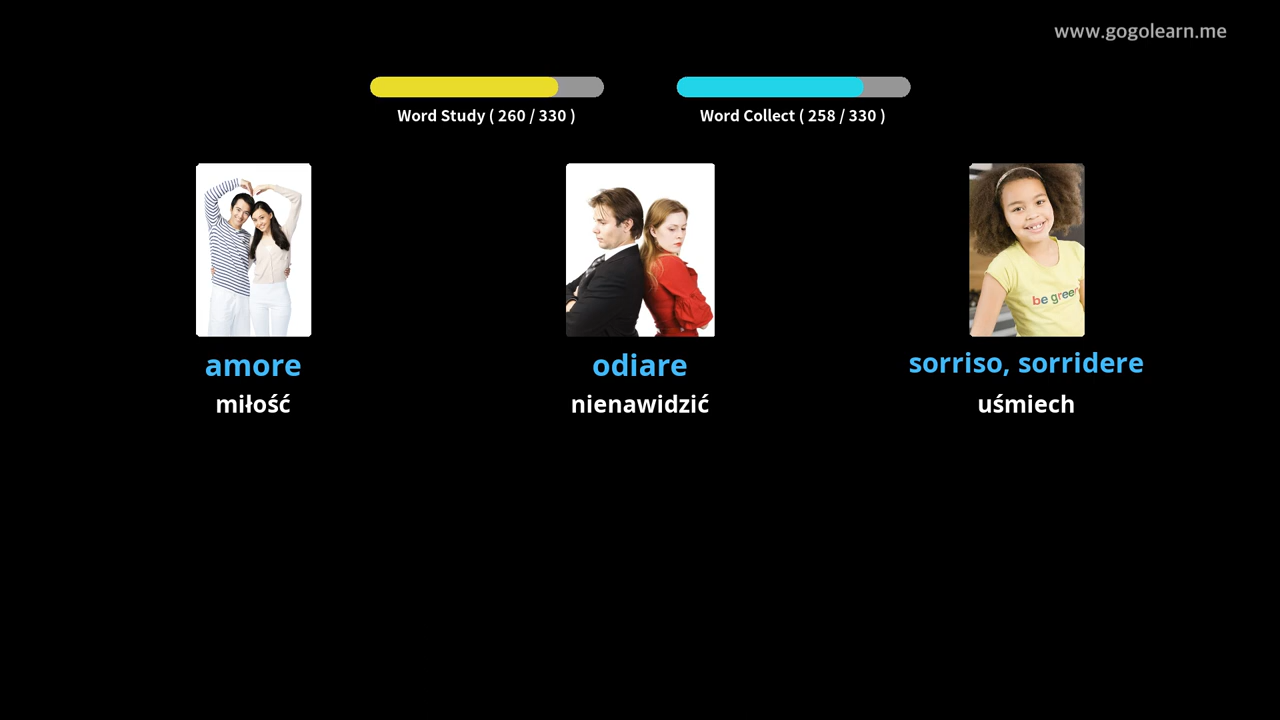 www.gogolearn.me
Word Study ( 260 / 330 )
Word Collect ( 258 / 330 )
be green
amore
odiare
sorriso, sorridere
miłość
nienawidzić
uśmiech